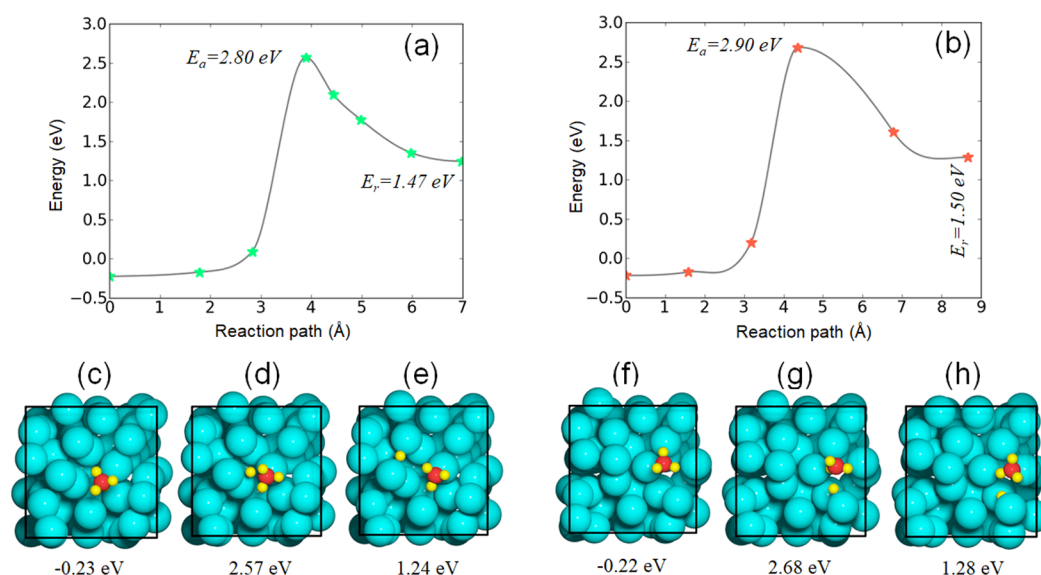 (a)
E_a=2.80 eV
E_r=1.47 eV
Energy (eV)
3.0
2.5
2.0
1.5
1.0
0.5
0.0
−0.5
0 1 2 3 4 5 6 7
Reaction path (Å)
(b)
E_a=2.90 eV
E_r=1.50 eV
Energy (eV)
3.0
2.5
2.0
1.5
1.0
0.5
0.0
−0.5
0 1 2 3 4 5 6 7 8 9
Reaction path (Å)
(c) (d) (e) (f) (g) (h)
-0.23 eV 2.57 eV 1.24 eV -0.22 eV 2.68 eV 1.28 eV